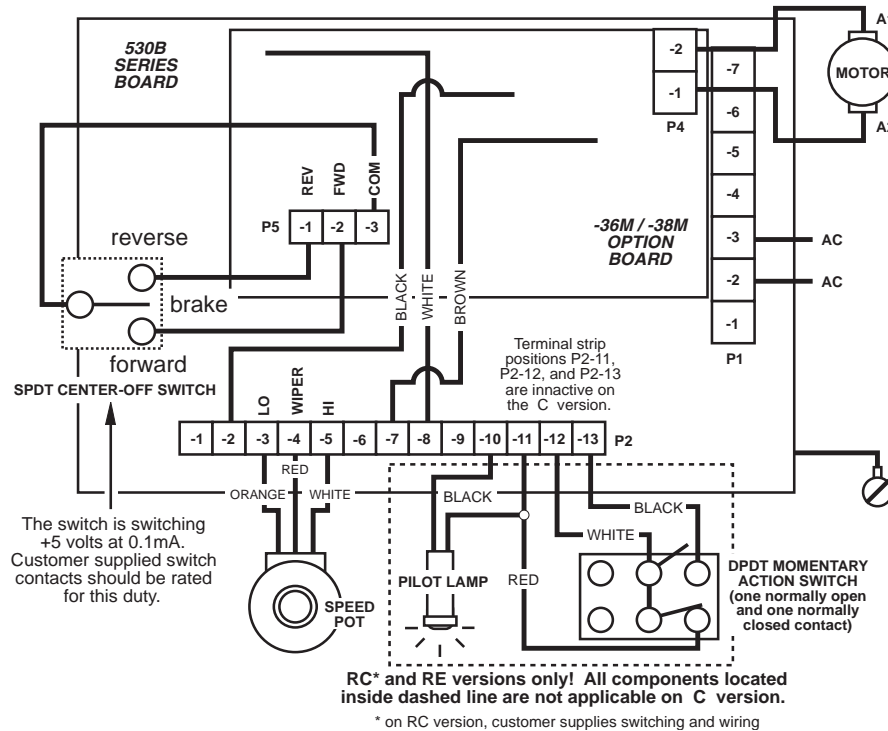 530B
SERIES
BOARD
-2
-1
P4
-7
-6
-5
-4
-3
-2
-1
P1
A1
MOTOR
A2
AC
AC
REV
FWD
COM
P5
-1
-2
-3
-36M / -38M
OPTION
BOARD
reverse
brake
forward
SPDT CENTER-OFF SWITCH
BLACK
WHITE
BROWN
Terminal strip
positions P2-11,
P2-12, and P2-13
are innactive on
the C version.
LO
WIPER
HI
-1
-2
-3
-4
-5
-6
-7
-8
-9
-10
-11
-12
-13
P2
RED
ORANGE
WHITE
BLACK
BLACK
WHITE
RED
The switch is switching
+5 volts at 0.1mA.
Customer supplied switch
contacts should be rated
for this duty.
SPEED
POT
PILOT LAMP
DPDT MOMENTARY
ACTION SWITCH
(one normally open
and one normally
closed contact)
RC* and RE versions only! All components located
inside dashed line are not applicable on C version.
* on RC version, customer supplies switching and wiring